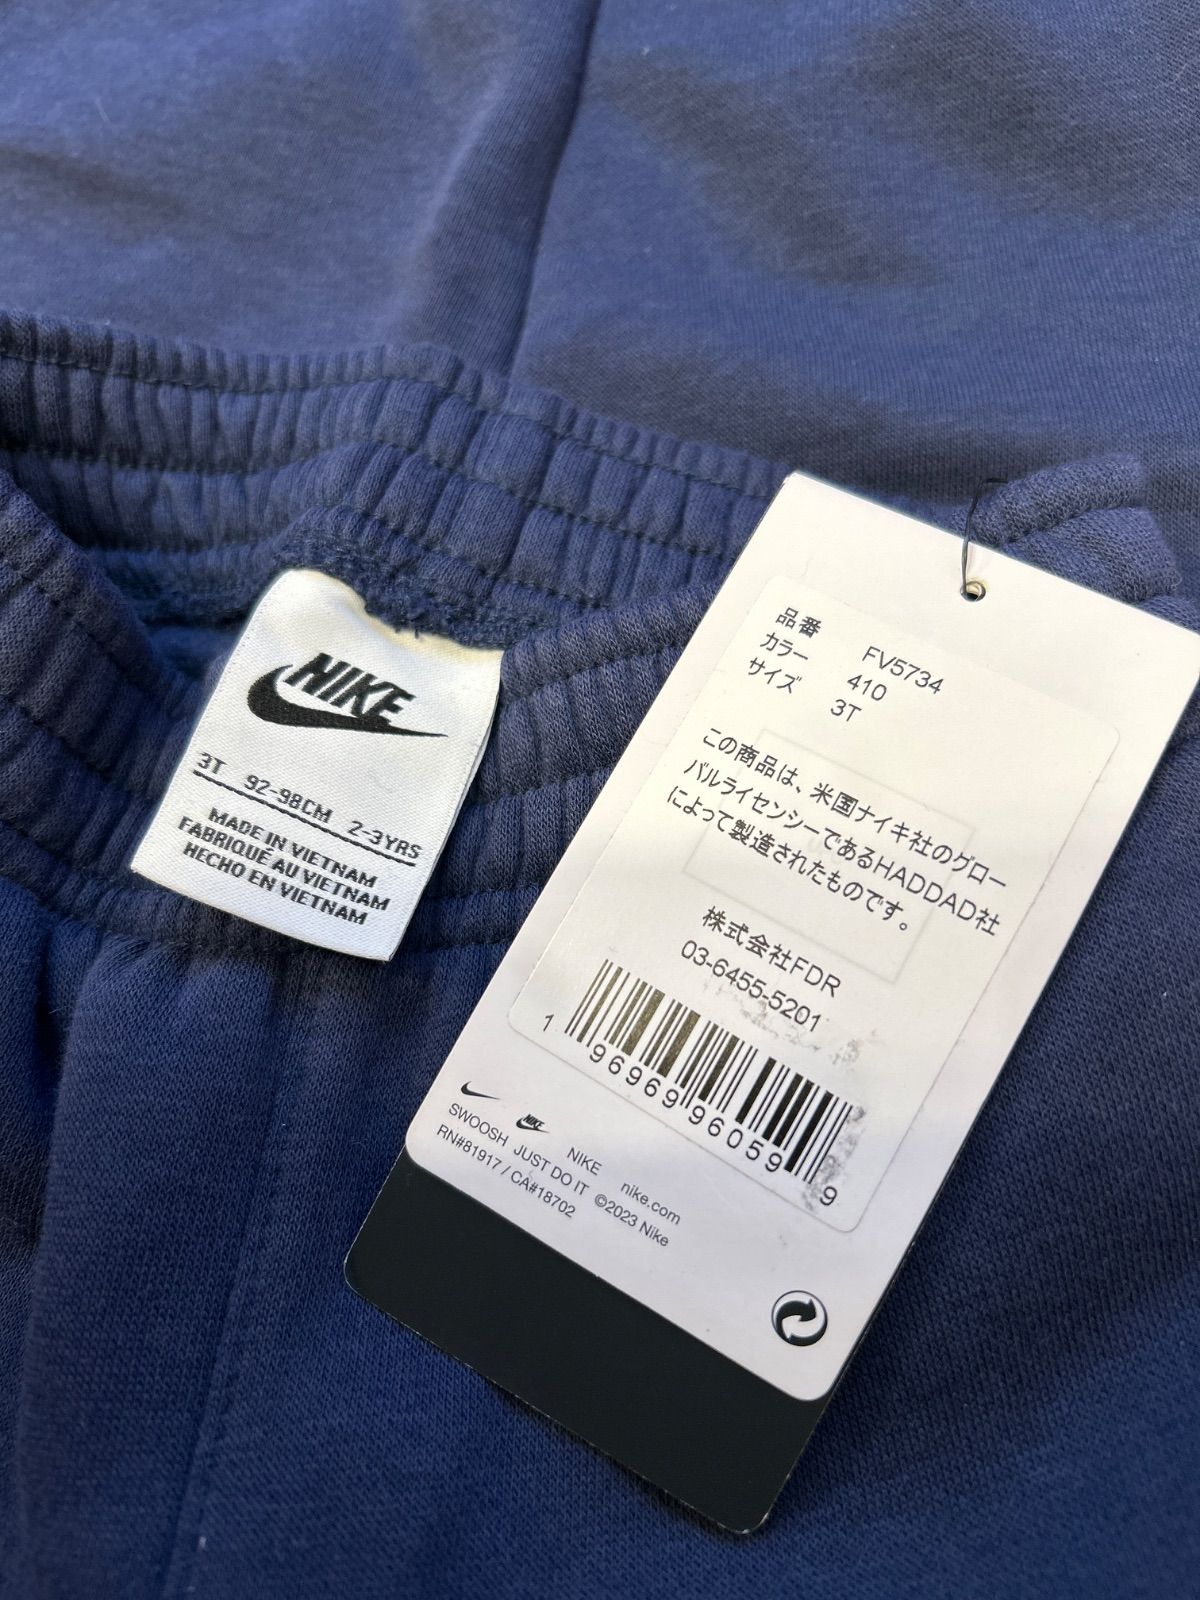 NIKE
3T 92-98CM 2-3YRS
MADE IN VIETNAM
FABRIQUÉ AU VIETNAM
HECHO EN VIETNAM
品番 FV5734
カラー 410
サイズ 3T
この商品は、米国ナイキ社のグロー
バルライセンシーであるHADDAD社
によって製造されたものです。
株式会社FDR
03-6455-5201
1 96969 96059 9
NIKE NIKE nike.com
SWOOSH JUST DO IT ©2023 Nike
RN#81917 / CA#18702